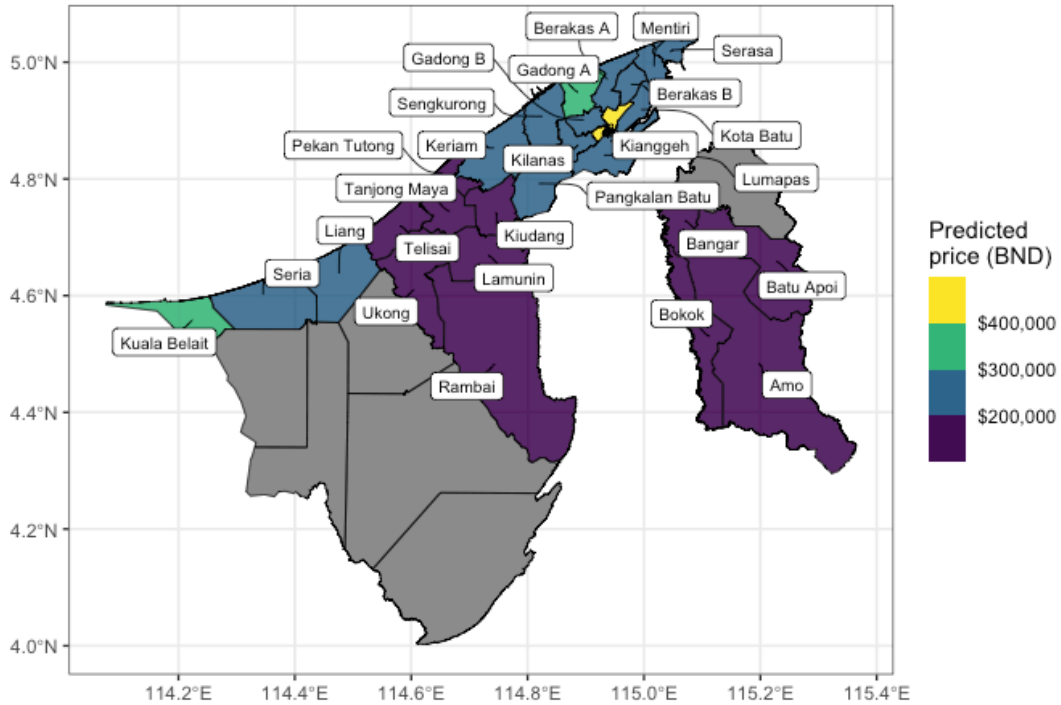 Berakas A
Mentiri
Gadong B
Gadong A
Serasa
Sengkurong
Berakas B
Pekan Tutong
Keriam
Kilanas
Kianggeh
Kota Batu
Tanjong Maya
Lumapas
Pangkalan Batu
Liang
Telisai
Kiudang
Bangar
Seria
Lamunin
Batu Apoi
Ukong
Bokok
Kuala Belait
Rambai
Amo
5.0°N
4.8°N
4.6°N
4.4°N
4.2°N
4.0°N
114.2°E 114.4°E 114.6°E 114.8°E 115.0°E 115.2°E 115.4°E
Predicted
price (BND)
$400,000
$300,000
$200,000